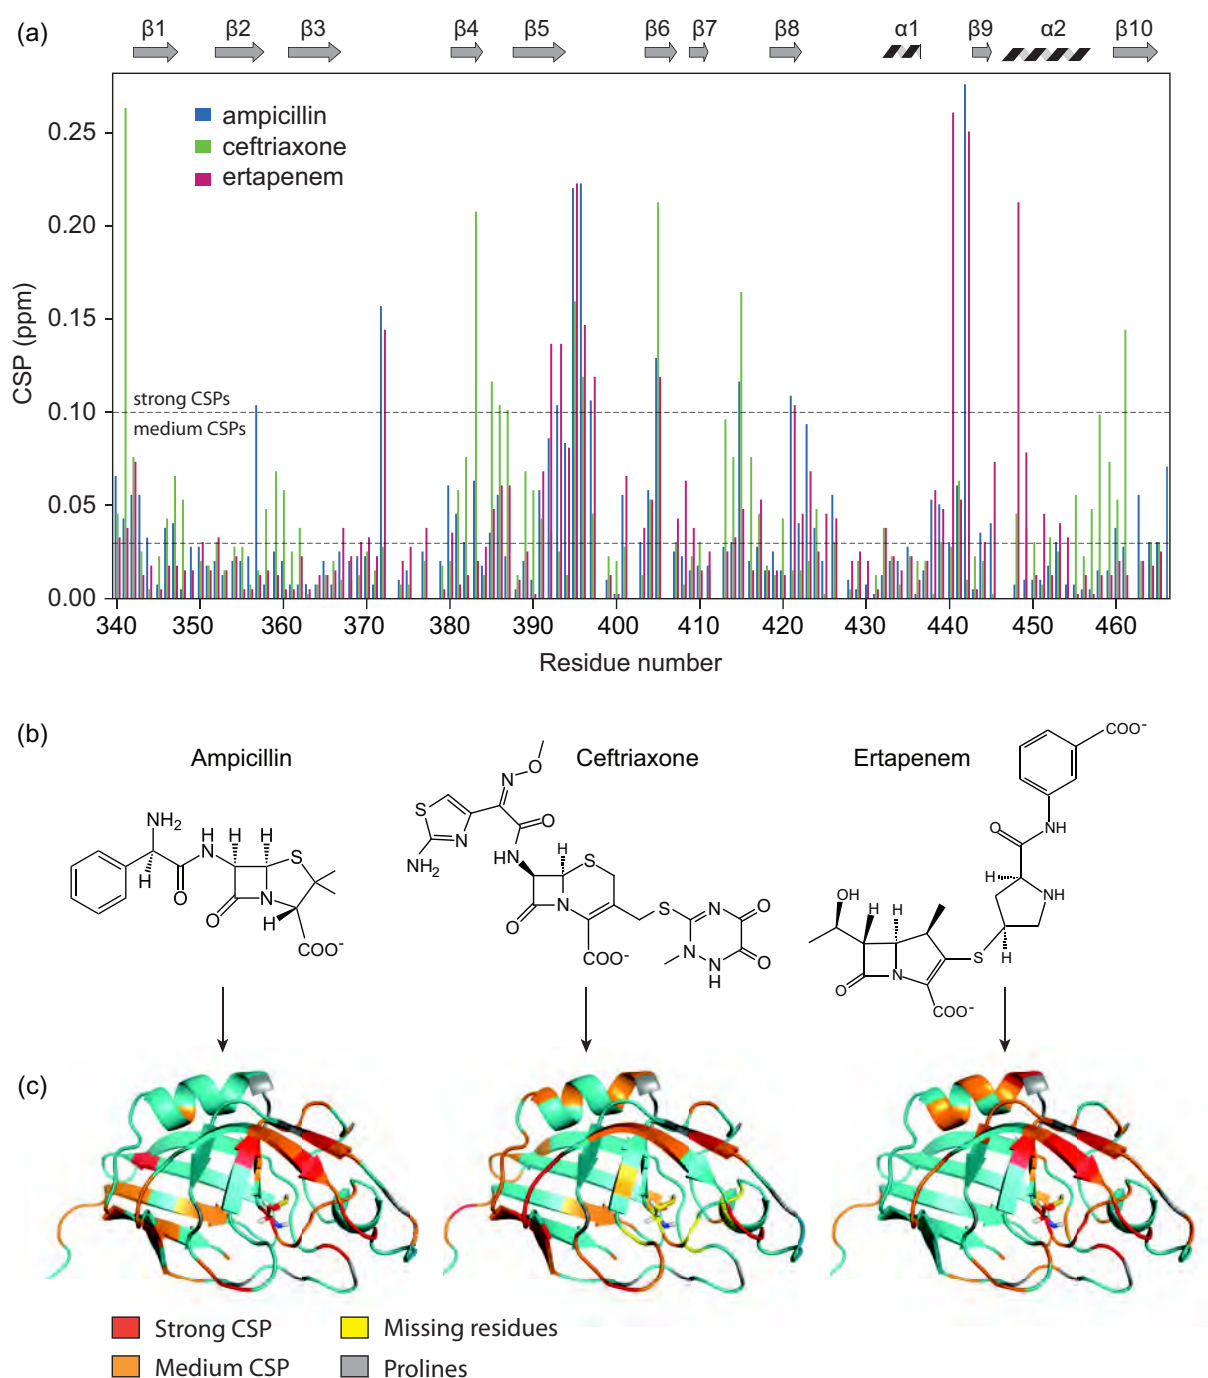 (a)
β1 β2 β3 β4 β5 β6 β7 β8 α1 β9 α2 β10
ampicillin
ceftriaxone
ertapenem
0.25
0.20
0.15
0.10
0.05
0.00
CSP (ppm)
strong CSPs
medium CSPs
340 350 360 370 380 390 400 410 420 430 440 450 460
Residue number
(b)
Ampicillin
Ceftriaxone
Ertapenem
NH2
H
H
N
H
H
S
O
O
N
H
COO-
O
N
S
N
NH2
O
HN
H
S
O
N
COO-
S
N
O
N
N
H
O
COO-
O
NH
H
NH
H
OH
H
H
S
O
N
COO-
(c)
Strong CSP
Medium CSP
Missing residues
Prolines